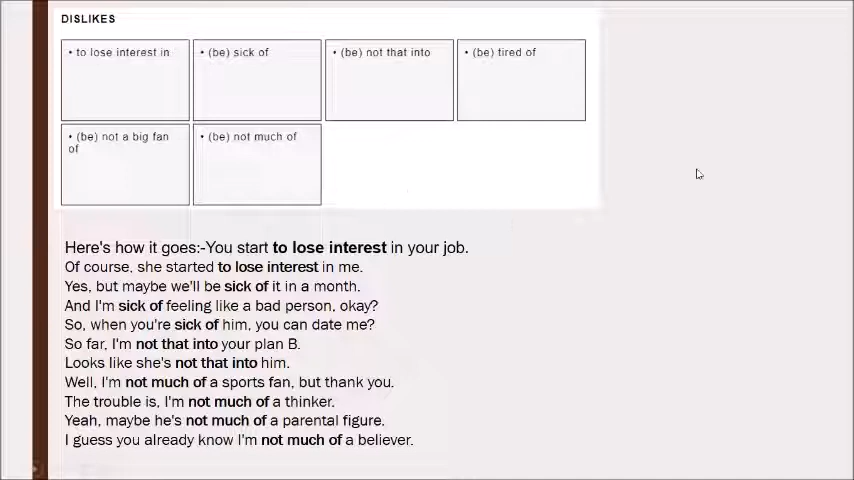 DISLIKES
• to lose interest in
• (be) sick of
• (be) not that into
• (be) tired of
• (be) not a big fan
of
• (be) not much of
Here's how it goes:-You start to lose interest in your job.
Of course, she started to lose interest in me.
Yes, but maybe we'll be sick of it in a month.
And I'm sick of feeling like a bad person, okay?
So, when you're sick of him, you can date me?
So far, I'm not that into your plan B.
Looks like she's not that into him.
Well, I'm not much of a sports fan, but thank you.
The trouble is, I'm not much of a thinker.
Yeah, maybe he's not much of a parental figure.
I guess you already know I'm not much of a believer.